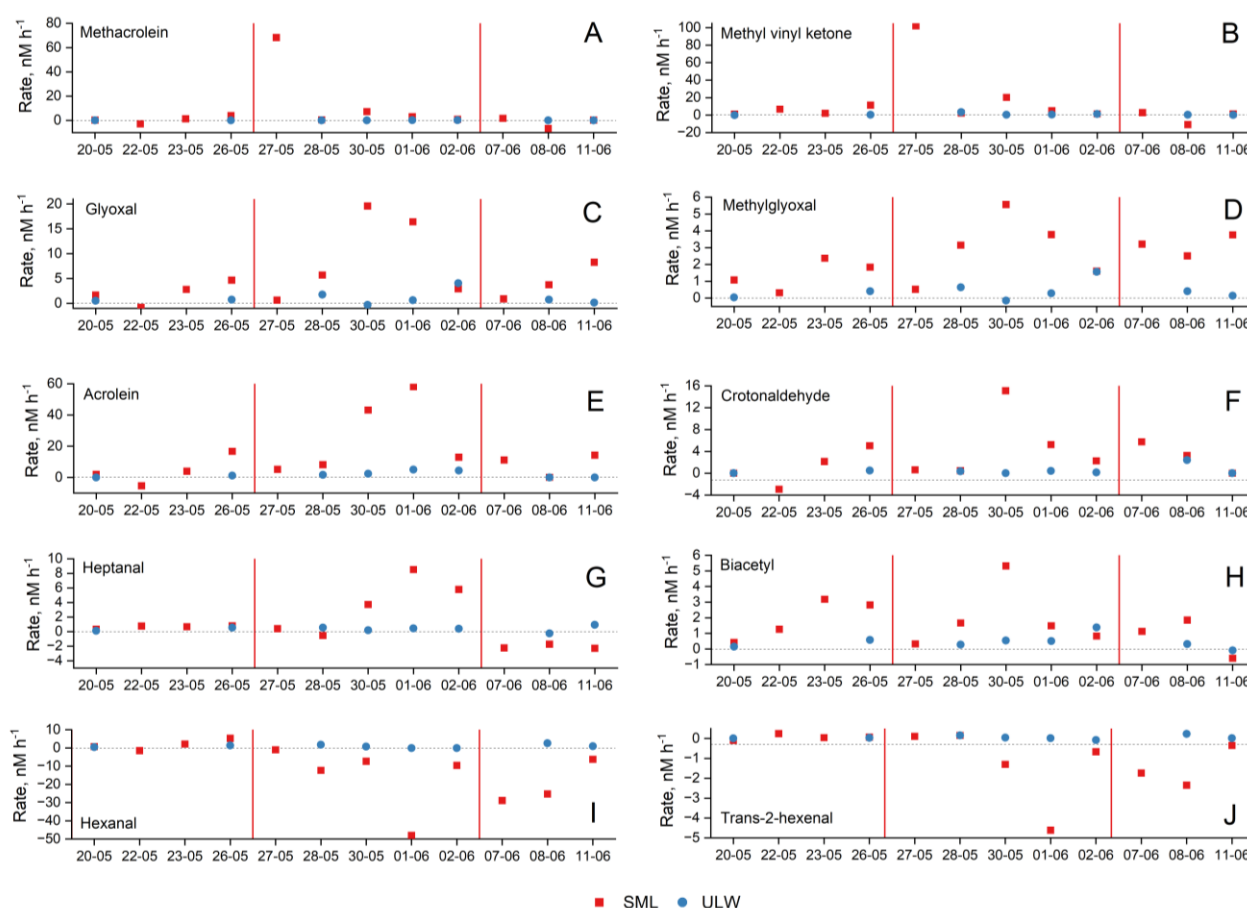 Methacrolein
A
Rate, nM h⁻¹
80
60
40
20
0
20-05 22-05 23-05 26-05 27-05 28-05 30-05 01-06 02-06 07-06 08-06 11-06
Methyl vinyl ketone
B
Rate, nM h⁻¹
100
80
60
40
20
0
−20
20-05 22-05 23-05 26-05 27-05 28-05 30-05 01-06 02-06 07-06 08-06 11-06
Glyoxal
C
Rate, nM h⁻¹
20
15
10
5
0
20-05 22-05 23-05 26-05 27-05 28-05 30-05 01-06 02-06 07-06 08-06 11-06
Methylglyoxal
D
Rate, nM h⁻¹
6
5
4
3
2
1
0
20-05 22-05 23-05 26-05 27-05 28-05 30-05 01-06 02-06 07-06 08-06 11-06
Acrolein
E
Rate, nM h⁻¹
60
40
20
0
20-05 22-05 23-05 26-05 27-05 28-05 30-05 01-06 02-06 07-06 08-06 11-06
Crotonaldehyde
F
Rate, nM h⁻¹
16
12
8
4
0
−4
20-05 22-05 23-05 26-05 27-05 28-05 30-05 01-06 02-06 07-06 08-06 11-06
Heptanal
G
Rate, nM h⁻¹
10
8
6
4
2
0
−2
−4
20-05 22-05 23-05 26-05 27-05 28-05 30-05 01-06 02-06 07-06 08-06 11-06
Biacetyl
H
Rate, nM h⁻¹
6
5
4
3
2
1
0
−1
20-05 22-05 23-05 26-05 27-05 28-05 30-05 01-06 02-06 07-06 08-06 11-06
Hexanal
I
Rate, nM h⁻¹
10
0
−10
−20
−30
−40
−50
20-05 22-05 23-05 26-05 27-05 28-05 30-05 01-06 02-06 07-06 08-06 11-06
Trans-2-hexenal
J
Rate, nM h⁻¹
0
−1
−2
−3
−4
−5
20-05 22-05 23-05 26-05 27-05 28-05 30-05 01-06 02-06 07-06 08-06 11-06
SML ULW